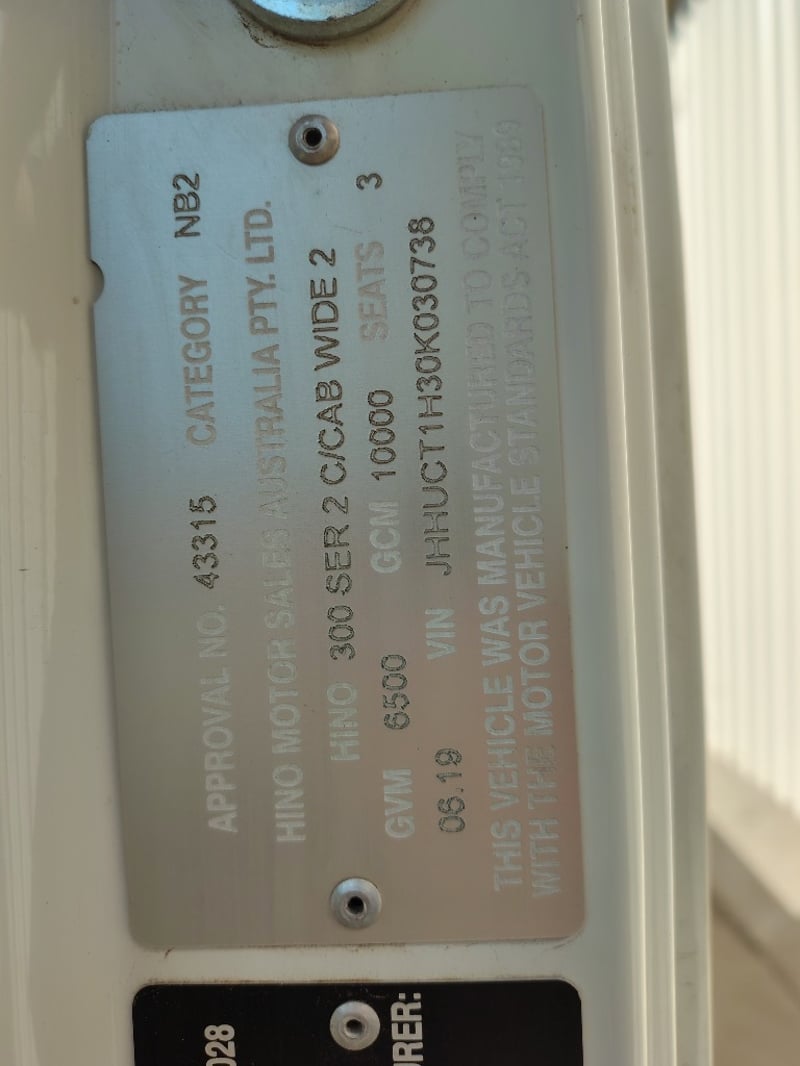 APPROVAL NO. 43315 CATEGORY NB2
HINO MOTOR SALES AUSTRALIA PTY. LTD.
HINO 300 SER 2 C/CAB WIDE 2
GVM 6500 GCM 10000 SEATS 3
06.19 VIN JHHUCT1H30K030738
THIS VEHICLE WAS MANUFACTURED TO COMPLY
WITH THE MOTOR VEHICLE STANDARDS ACT 1989
028
RER: